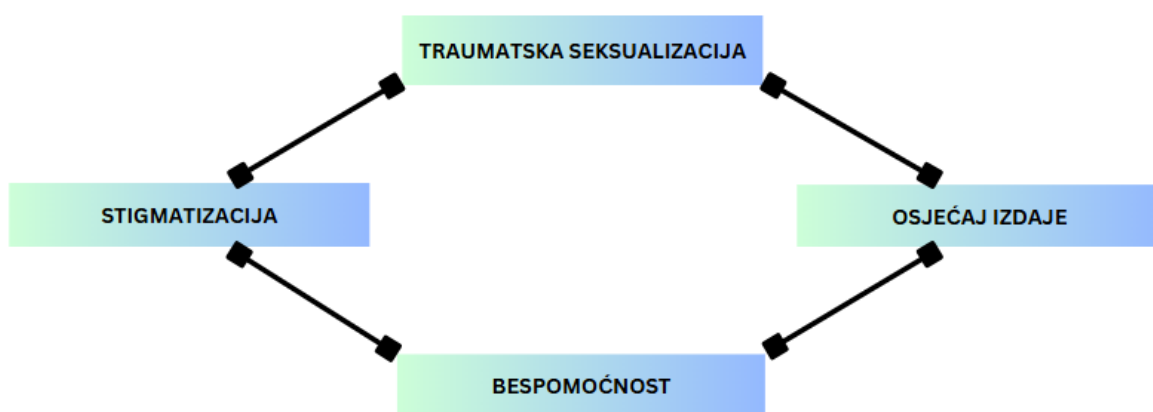 TRAUMATSKA SEKSUALIZACIJA
STIGMATIZACIJA
OSJEĆAJ IZDAJE
BESPOMOĆNOST